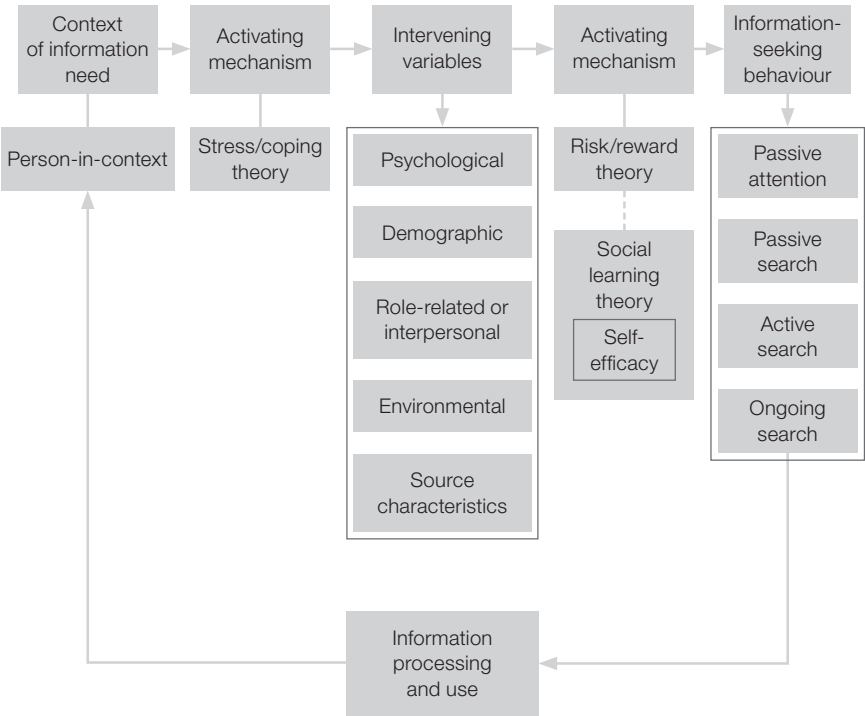 Context
of information
need
Activating
mechanism
Intervening
variables
Activating
mechanism
Information-
seeking
behaviour
Person-in-context
Stress/coping
theory
Psychological
Demographic
Role-related or
interpersonal
Environmental
Source
characteristics
Risk/reward
theory
Social
learning
theory
Self-
efficacy
Passive
attention
Passive
search
Active
search
Ongoing
search
Information
processing
and use